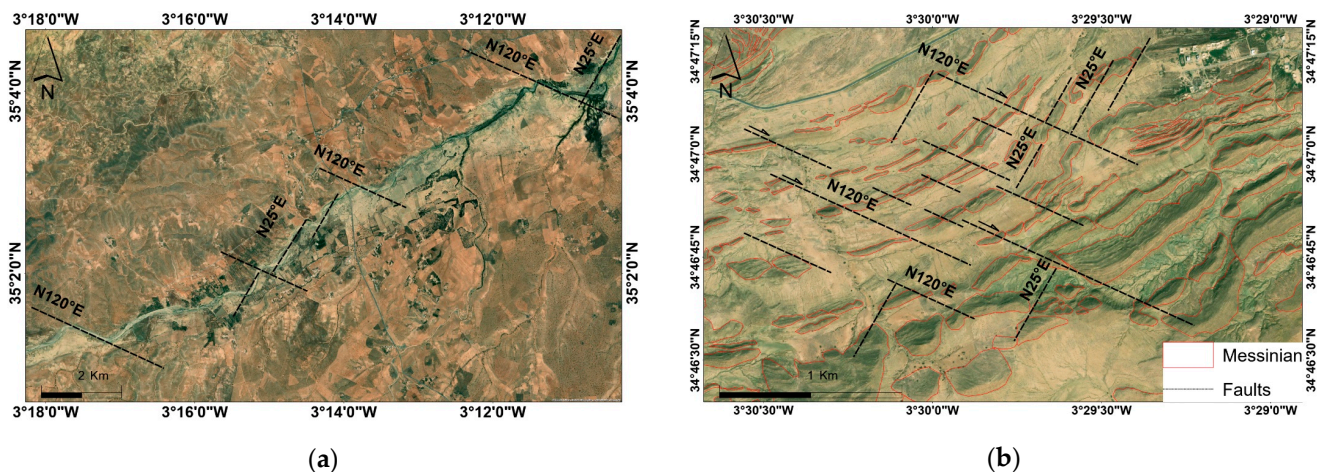 3°18'0"W 3°16'0"W 3°14'0"W 3°12'0"W
N
N120°E
N25°E
35°4'0"N
35°4'0"N
N120°E
N25°E
35°2'0"N
35°2'0"N
N120°E
2 Km
3°18'0"W 3°16'0"W 3°14'0"W 3°12'0"W
(a)
3°30'30"W 3°30'0"W 3°29'30"W 3°29'0"W
34°47'15"N
34°47'15"N
N
N120°E
N25°E
34°47'0"N
34°47'0"N
N25°E
N120°E
34°46'45"N
34°46'45"N
N120°E
N25°E
34°46'30"N
34°46'30"N
Messinian
1 Km
Faults
3°30'30"W 3°30'0"W 3°29'30"W 3°29'0"W
(b)